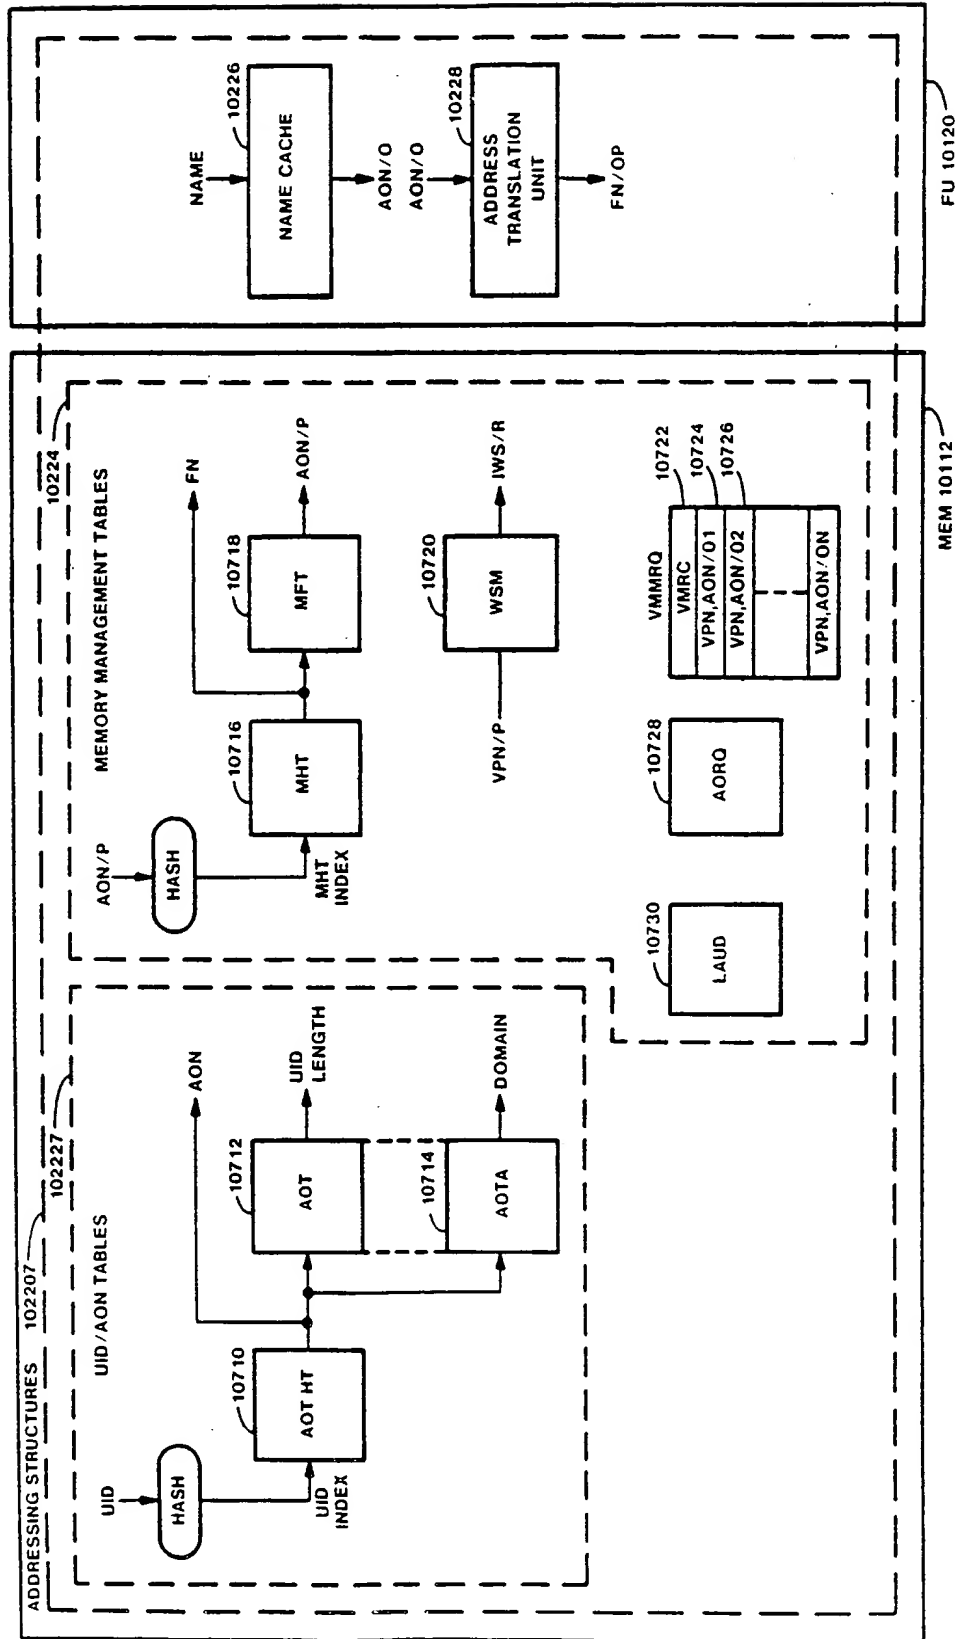 ADDRESSING STRUCTURES 102207
102227
UID/AON TABLES
UID
HASH
UID
INDEX
10710
AOT HT
AON
10712
AOT
UID
LENGTH
10714
AOTA
DOMAIN
10224
MEMORY MANAGEMENT TABLES
AON/P
HASH
MHT
INDEX
10716
MHT
FN
10718
MFT
AON/P
VPN/P
10720
WSM
IWS/R
10730
LAUD
10728
AORQ
VMMRQ
VMRC
10722
VPN,AON/O1
10724
VPN,AON/O2
10726
VPN,AON/ON
MEM 10112
NAME
10226
NAME CACHE
AON/O
AON/O
10228
ADDRESS
TRANSLATION
UNIT
FN/OP
FU 10120